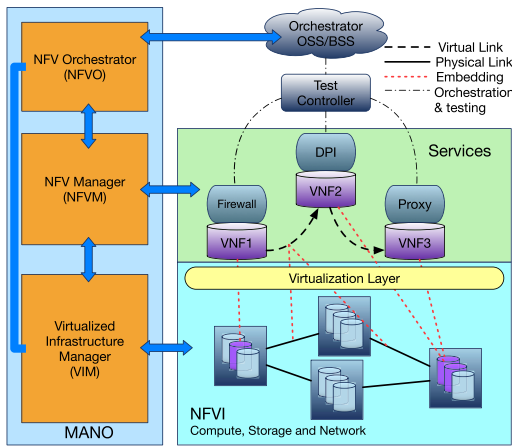 NFV Orchestrator
(NFVO)
NFV Manager
(NFVM)
Virtualized
Infrastructure
Manager
(VIM)
MANO
Orchestrator
OSS/BSS
Test
Controller
Virtual Link
Physical Link
Embedding
Orchestration
& testing
Services
DPI
VNF2
Firewall
VNF1
Proxy
VNF3
Virtualization Layer
NFVI
Compute, Storage and Network